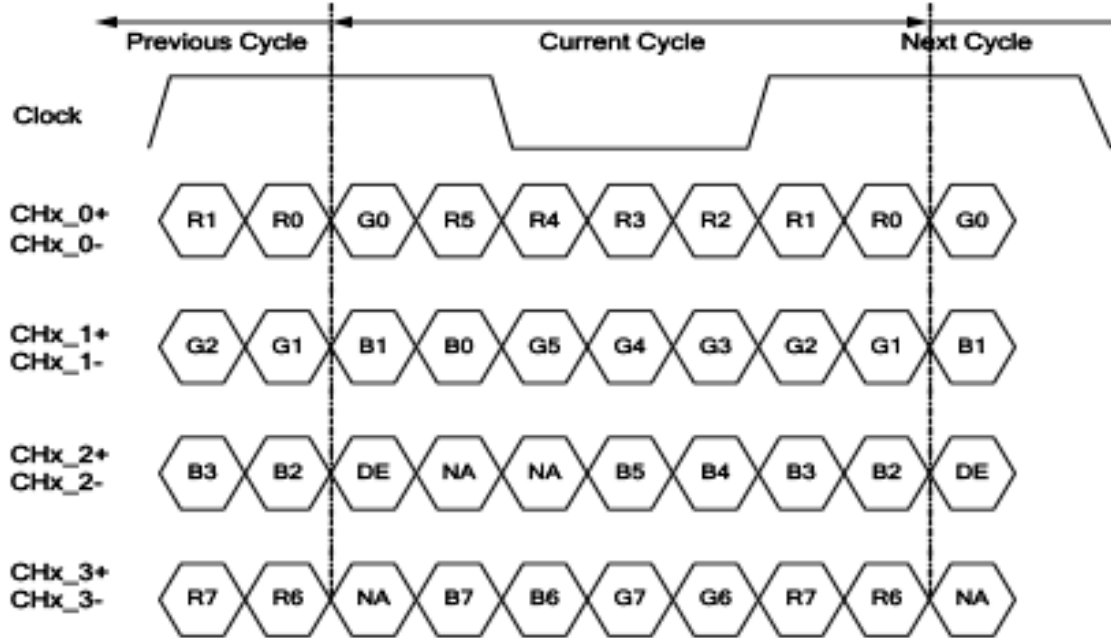 Previous Cycle Current Cycle Next Cycle
Clock
CHx_0+
CHx_0-
R1 R0 G0 R5 R4 R3 R2 R1 R0 G0
CHx_1+
CHx_1-
G2 G1 B1 B0 G5 G4 G3 G2 G1 B1
CHx_2+
CHx_2-
B3 B2 DE NA NA B5 B4 B3 B2 DE
CHx_3+
CHx_3-
R7 R6 NA B7 B6 G7 G6 R7 R6 NA